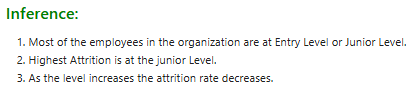 Inference:
1. Most of the employees in the organization are at Entry Level or Junior Level.
2. Highest Attrition is at the junior Level.
3. As the level increases the attrition rate decreases.